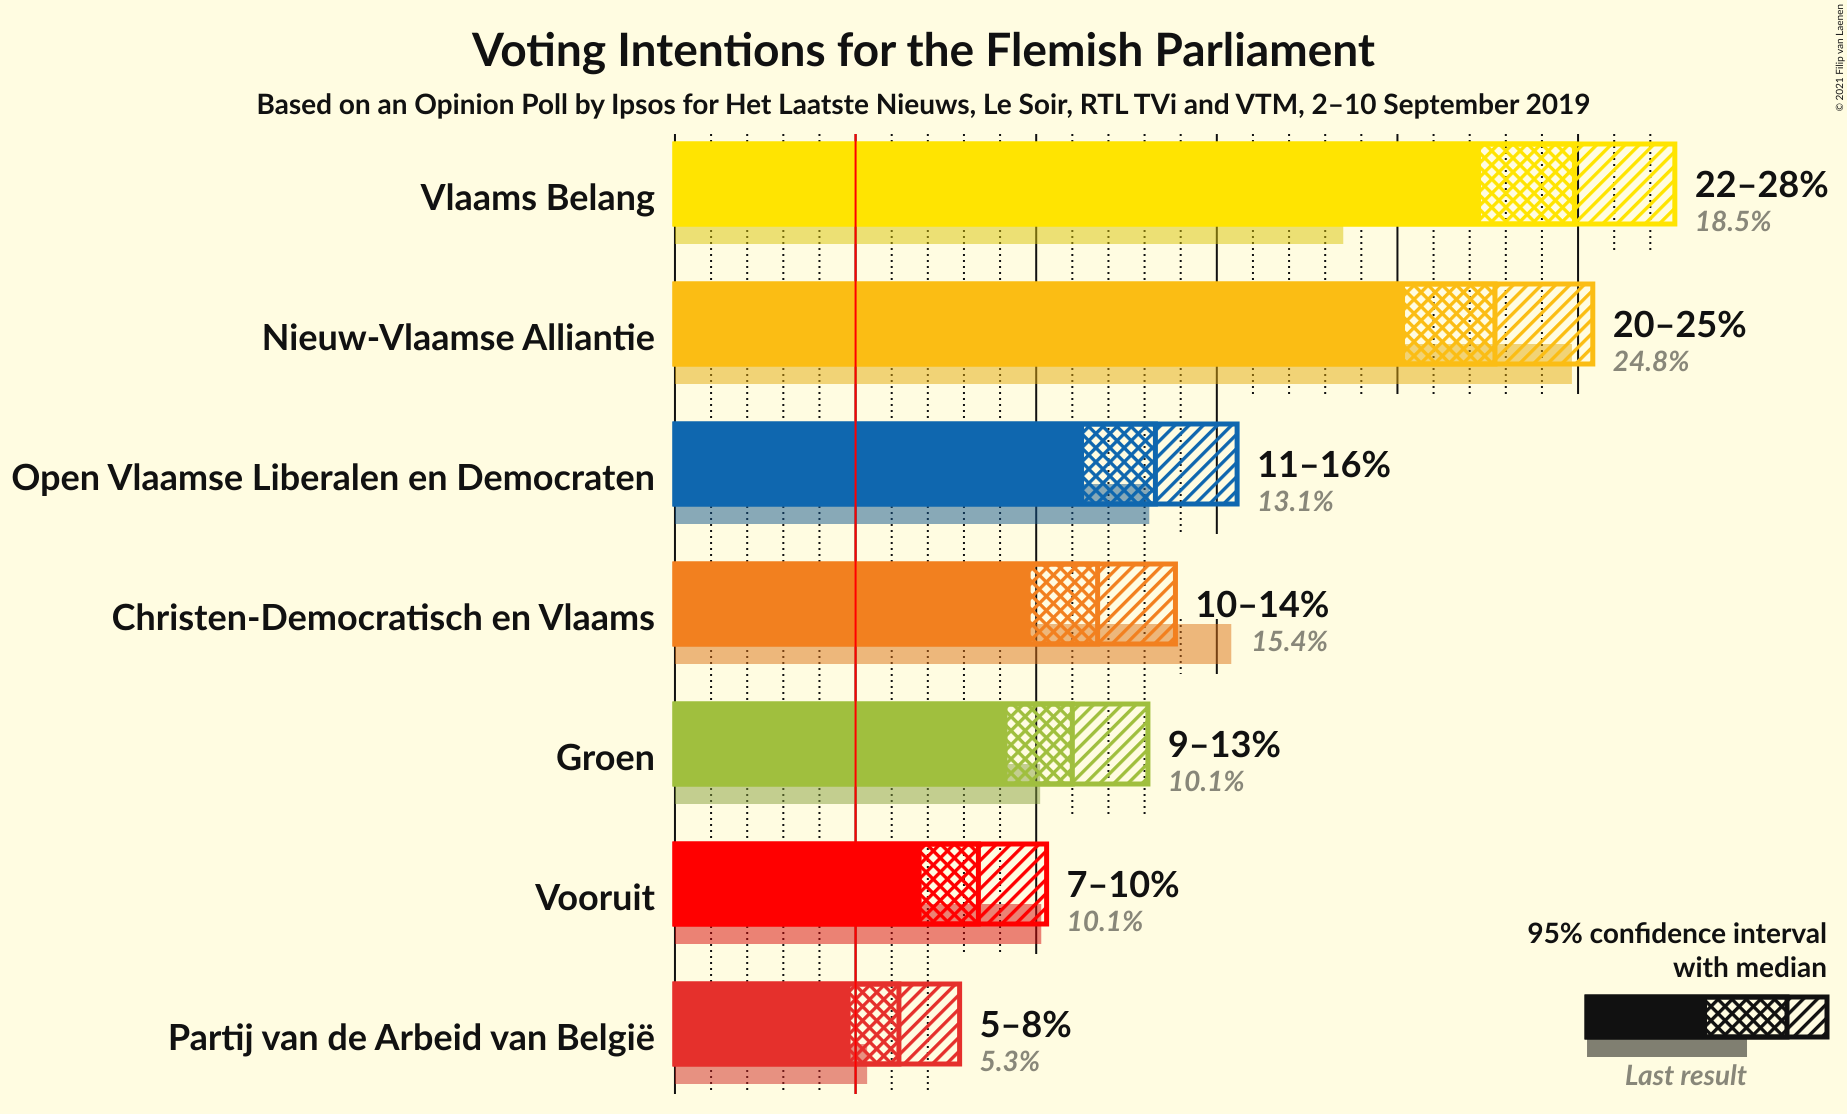 Voting Intentions for the Flemish Parliament
Based on an Opinion Poll by Ipsos for Het Laatste Nieuws, Le Soir, RTL TVi and VTM, 2–10 September 2019
© 2021 Filip van Laenen
Vlaams Belang
22–28%
18.5%
Nieuw-Vlaamse Alliantie
20–25%
24.8%
Open Vlaamse Liberalen en Democraten
11–16%
13.1%
Christen-Democratisch en Vlaams
10–14%
15.4%
Groen
9–13%
10.1%
Vooruit
7–10%
10.1%
Partij van de Arbeid van België
5–8%
5.3%
95% confidence interval
with median
Last result